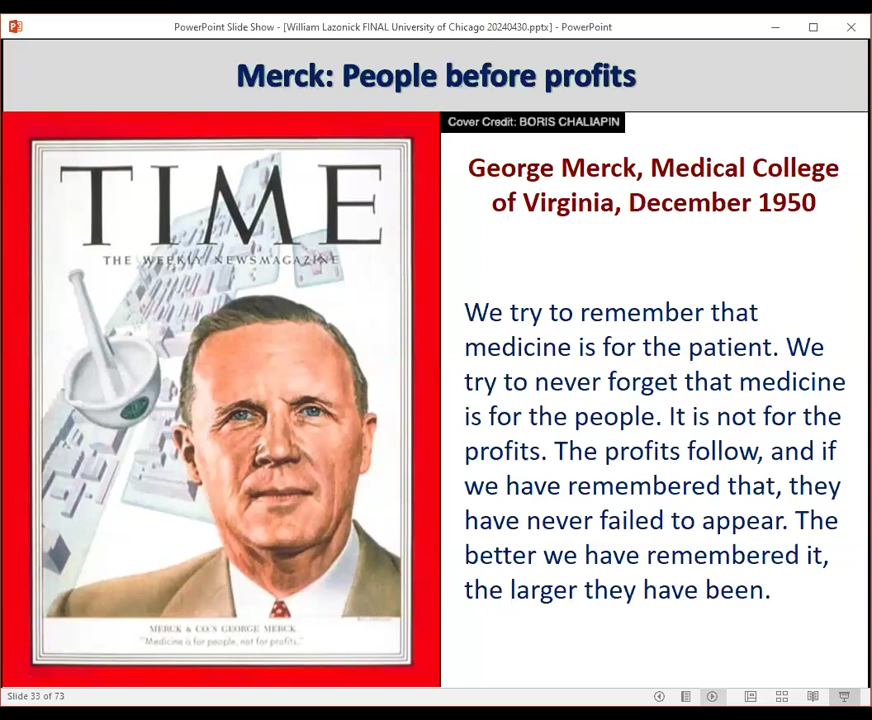 PowerPoint Slide Show - [William Lazonick FINAL University of Chicago 20240430.pptx] - PowerPoint
Merck: People before profits
Cover Credit: BORIS CHALIAPIN
TIME
THE WEEKLY NEWSMAGAZINE
MERCK & CO.'S GEORGE MERCK
"Medicine is for people, not for profits."
George Merck, Medical College
of Virginia, December 1950
We try to remember that
medicine is for the patient. We
try to never forget that medicine
is for the people. It is not for the
profits. The profits follow, and if
we have remembered that, they
have never failed to appear. The
better we have remembered it,
the larger they have been.
Slide 33 of 73